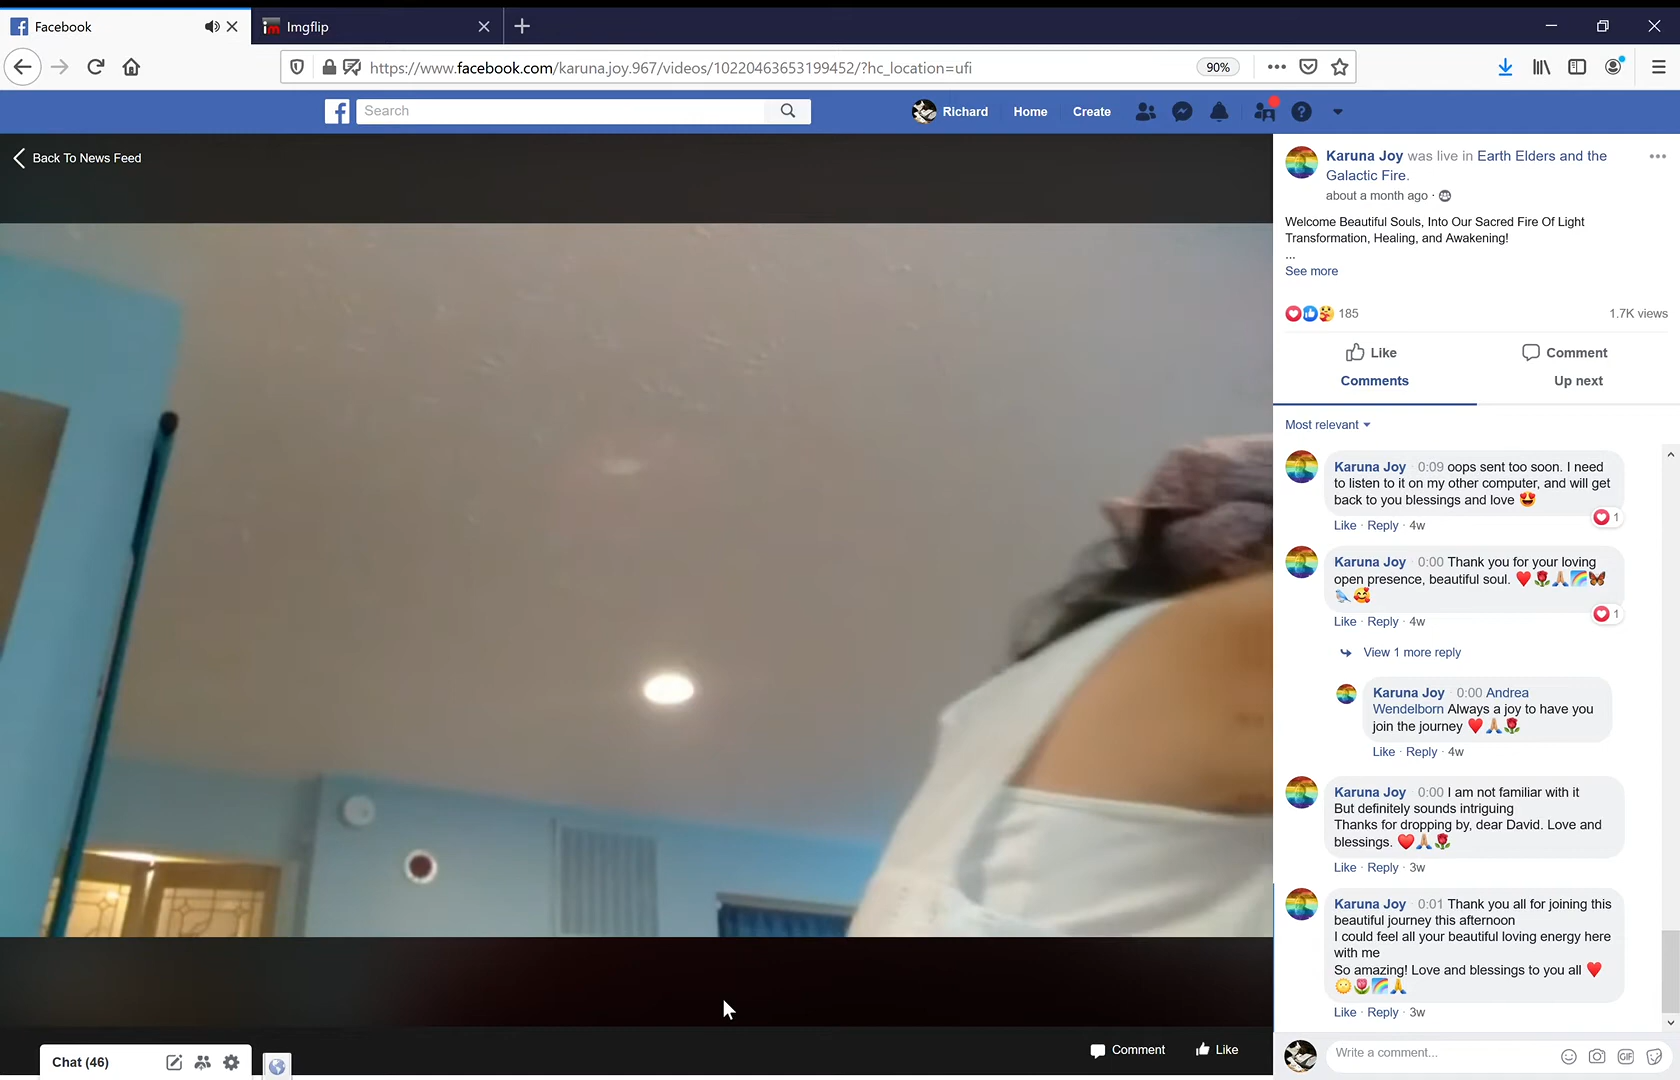 Facebook
Imgflip
https://www.facebook.com/karuna.joy.967/videos/10220463653199452/?hc_location=ufi
90%
Search
Richard
Home
Create
Back To News Feed
Karuna Joy was live in Earth Elders and the
Galactic Fire.
about a month ago ·
Welcome Beautiful Souls, Into Our Sacred Fire Of Light
Transformation, Healing, and Awakening!
...
See more
185
1.7K views
Like
Comment
Comments
Up next
Most relevant
Karuna Joy · 0:09 oops sent too soon. I need
to listen to it on my other computer, and will get
back to you blessings and love 😍
1
Like · Reply · 4w
Karuna Joy · 0:00 Thank you for your loving
open presence, beautiful soul. ❤️🌹🙏🌈🦋
🐦🥰
1
Like · Reply · 4w
View 1 more reply
Karuna Joy · 0:00 Andrea
Wendelborn Always a joy to have you
join the journey ❤️🙏🌹
Like · Reply · 4w
Karuna Joy · 0:00 I am not familiar with it
But definitely sounds intriguing
Thanks for dropping by, dear David. Love and
blessings. ❤️🙏🌹
Like · Reply · 3w
Karuna Joy · 0:01 Thank you all for joining this
beautiful journey this afternoon
I could feel all your beautiful loving energy here
with me
So amazing! Love and blessings to you all ❤️
🌞🌷🌈🙏
Like · Reply · 3w
Comment
Like
Chat (46)
Write a comment...
GIF